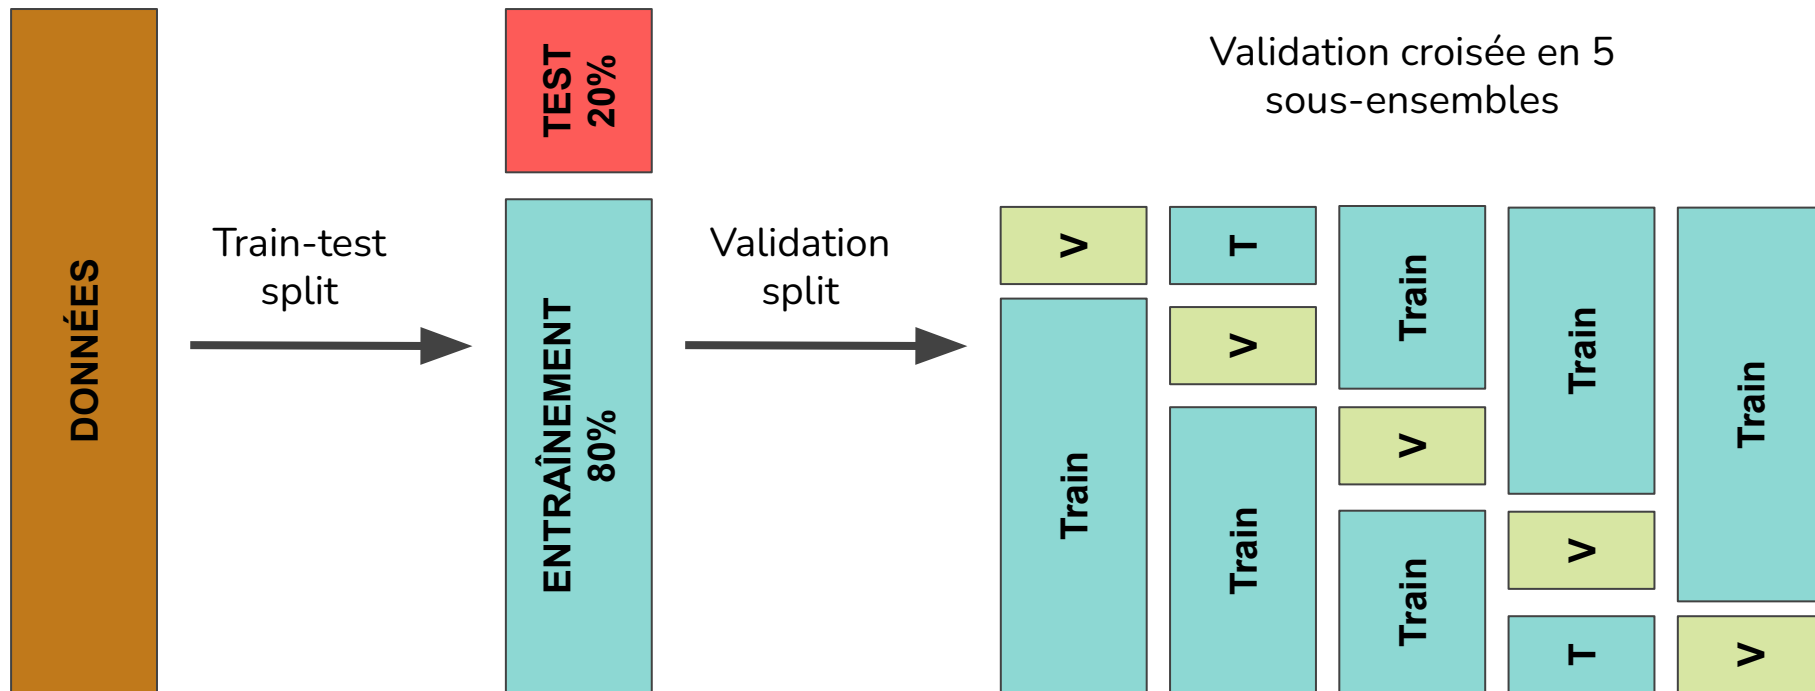 DONNÉES
Train-test
split
TEST
20%
ENTRAÎNEMENT
80%
Validation
split
Validation croisée en 5
sous-ensembles
V
Train
T
V
Train
Train
V
Train
Train
V
T
Train
V